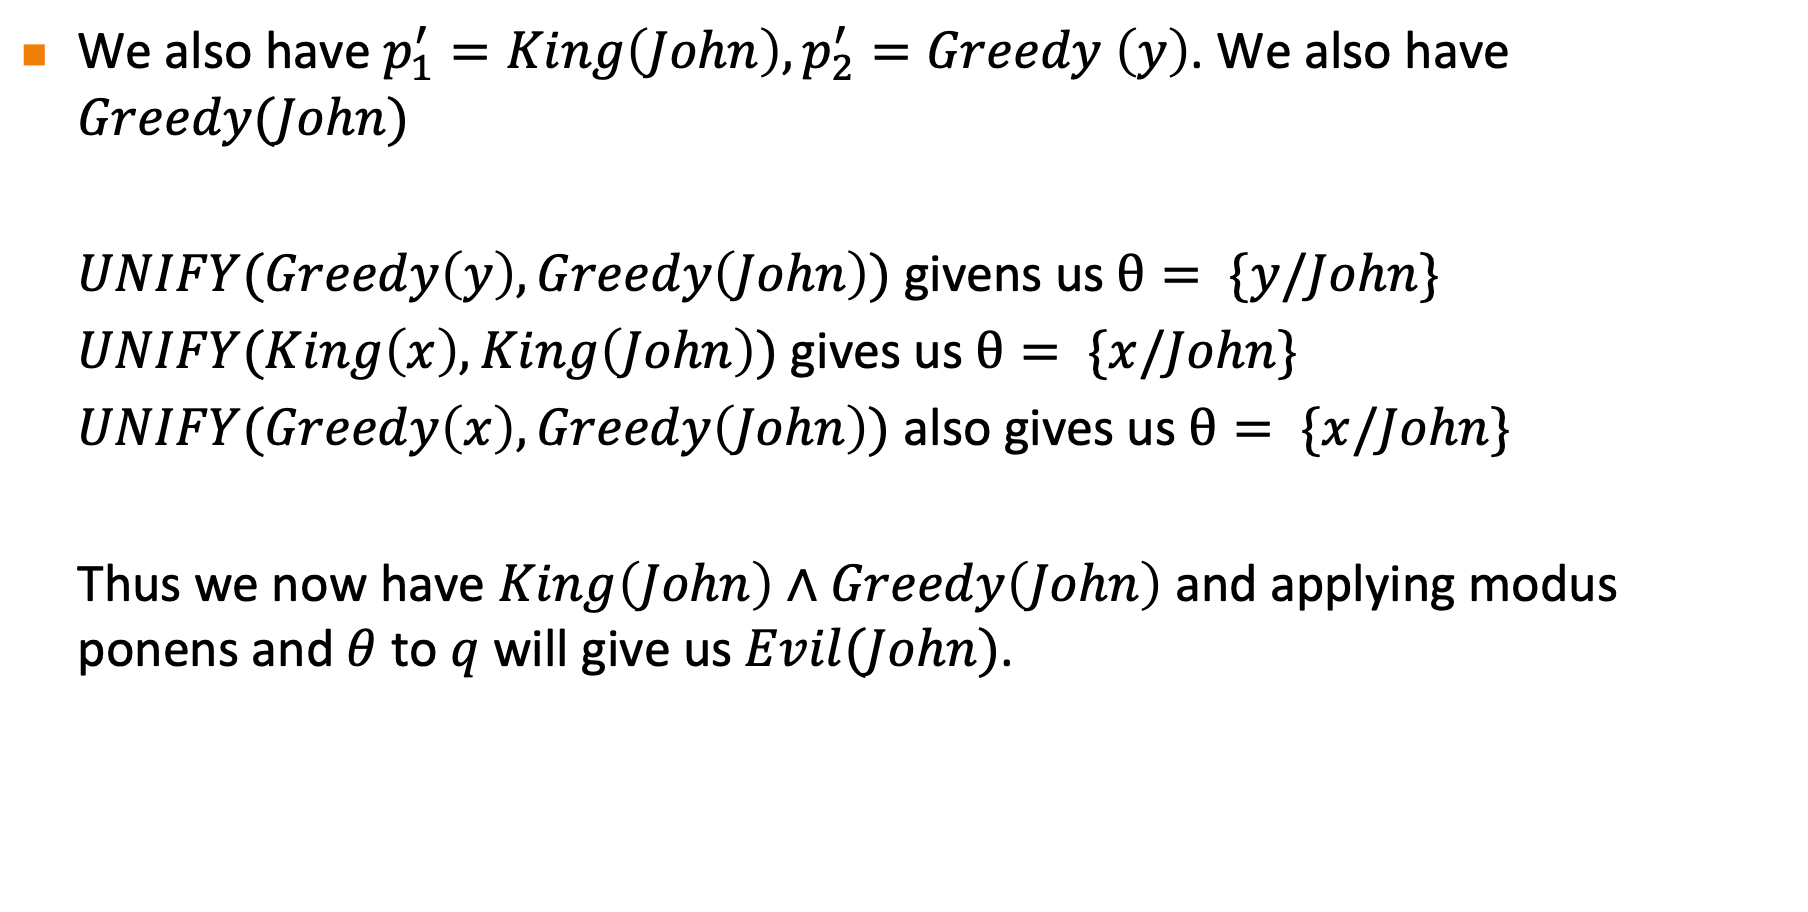 ▪ We also have p₁′ = King(John), p₂′ = Greedy (y). We also have
Greedy(John)
UNIFY(Greedy(y), Greedy(John)) givens us θ = {y/John}
UNIFY(King(x), King(John)) gives us θ = {x/John}
UNIFY(Greedy(x), Greedy(John)) also gives us θ = {x/John}
Thus we now have King(John) ∧ Greedy(John) and applying modus
ponens and θ to q will give us Evil(John).